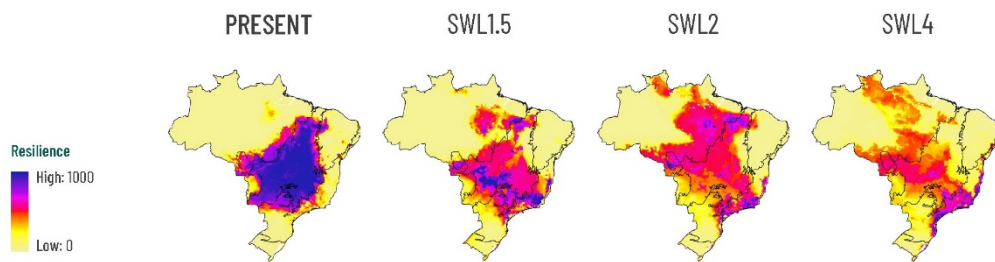 PRESENT
SWL1.5
SWL2
SWL4
Resilience
High: 1000
Low: 0